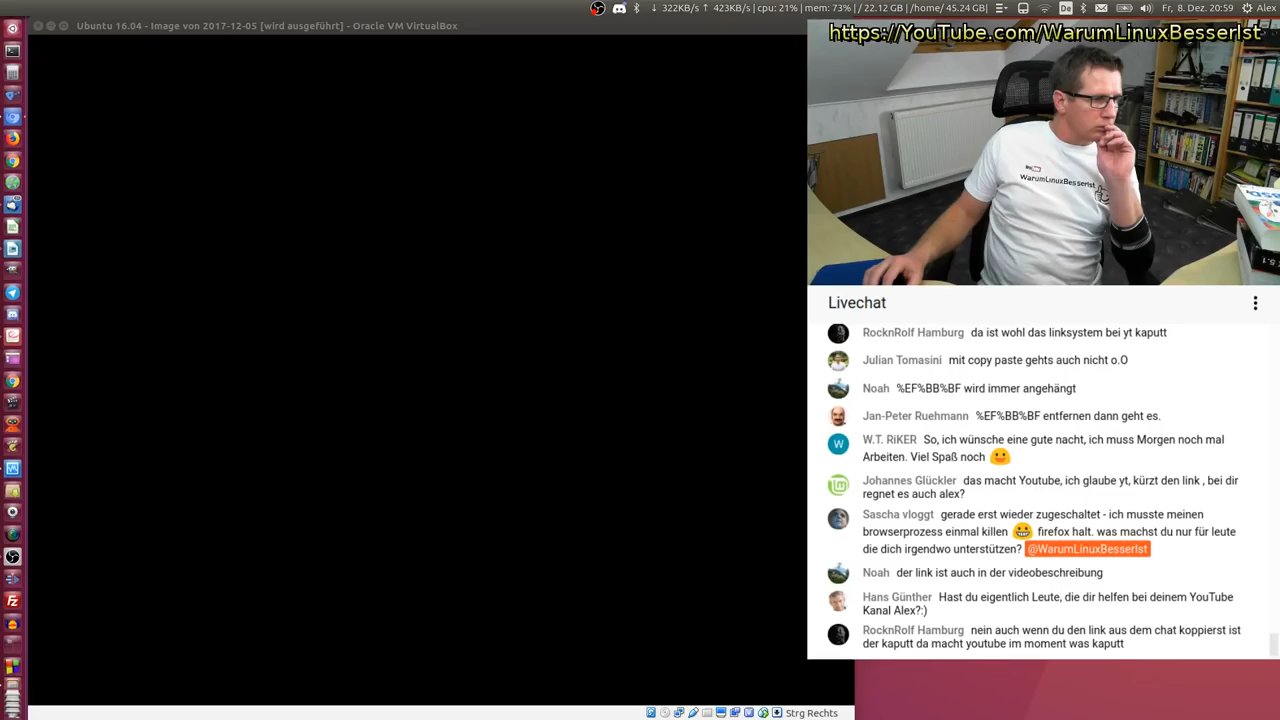 322KB/s 423KB/s cpu: 21% mem: 73% // 22.12 GB /home/ 45.24 GB De Fr, 8. Dez, 20:59 Alex
Ubuntu 16.04 - Image von 2017-12-05 [wird ausgeführt] - Oracle VM VirtualBox
https://YouTube.com/WarumLinuxBesserIst
WarumLinuxBesserIst
Livechat
RocknRolf Hamburg da ist wohl das linksystem bei yt kaputt
Julian Tomasini mit copy paste gehts auch nicht o.O
Noah %EF%BB%BF wird immer angehängt
Jan-Peter Ruehmann %EF%BB%BF entfernen dann geht es.
W W.T. RiKER So, ich wünsche eine gute nacht, ich muss Morgen noch mal
Arbeiten. Viel Spaß noch
Johannes Glückler das macht Youtube, ich glaube yt, kürzt den link , bei dir
regnet es auch alex?
Sascha vloggt gerade erst wieder zugeschaltet - ich musste meinen
browserprozess einmal killen firefox halt. was machst du nur für leute
die dich irgendwo unterstützen? @WarumLinuxBesserIst
Noah der link ist auch in der videobeschreibung
Hans Günther Hast du eigentlich Leute, die dir helfen bei deinem YouTube
Kanal Alex?:)
RocknRolf Hamburg nein auch wenn du den link aus dem chat koppierst ist
der kaputt da macht youtube im moment was kaputt
Strg Rechts